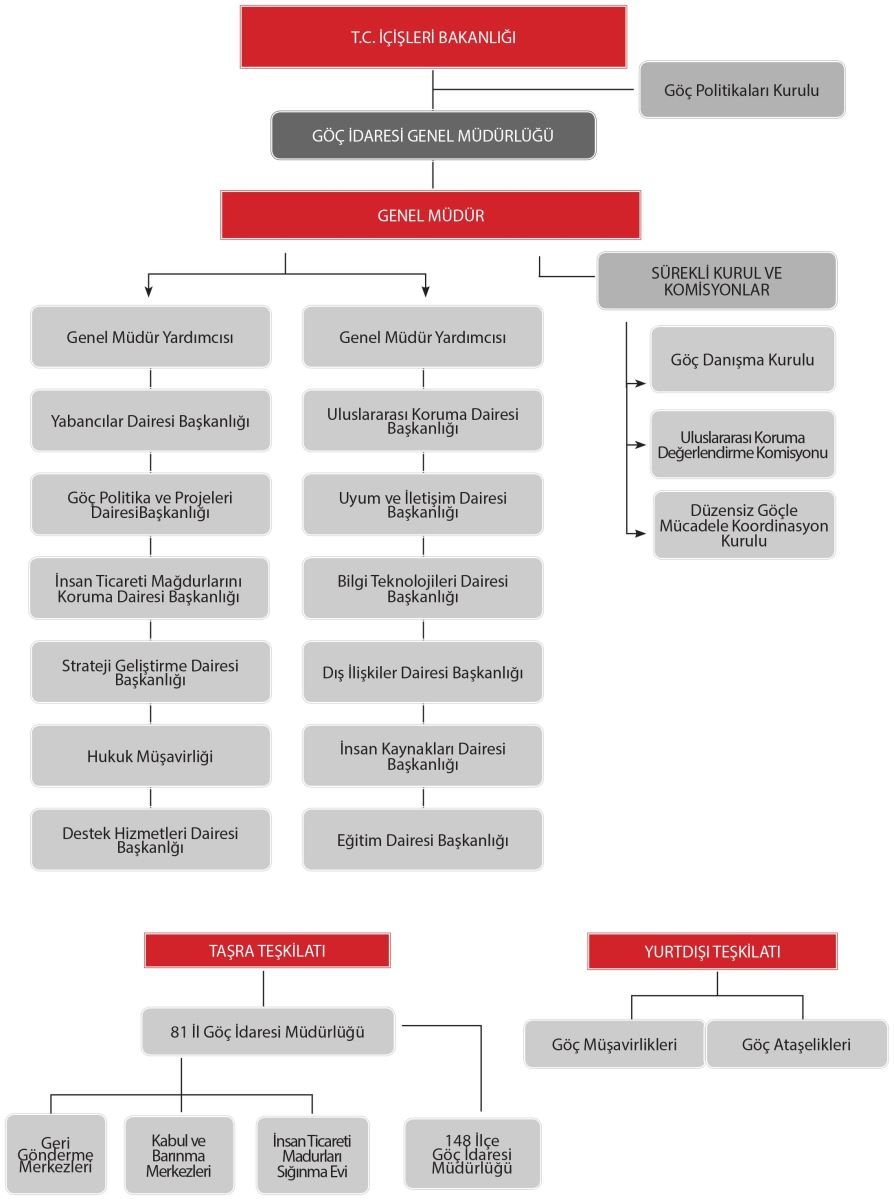 T.C. İÇİŞLERİ BAKANLIĞI
Göç Politikaları Kurulu
GÖÇ İDARESİ GENEL MÜDÜRLÜĞÜ
GENEL MÜDÜR
SÜREKLİ KURUL VE
KOMİSYONLAR
Genel Müdür Yardımcısı
Yabancılar Dairesi Başkanlığı
Göç Politika ve Projeleri
DairesiBaşkanlığı
İnsan Ticareti Mağdurlarını
Koruma Dairesi Başkanlığı
Strateji Geliştirme Dairesi
Başkanlığı
Hukuk Müşavirliği
Destek Hizmetleri Dairesi
Başkanlğı
Genel Müdür Yardımcısı
Uluslararası Koruma Dairesi
Başkanlığı
Uyum ve İletişim Dairesi
Başkanlığı
Bilgi Teknolojileri Dairesi
Başkanlığı
Dış İlişkiler Dairesi Başkanlığı
İnsan Kaynakları Dairesi
Başkanlığı
Eğitim Dairesi Başkanlığı
Göç Danışma Kurulu
Uluslararası Koruma
Değerlendirme Komisyonu
Düzensiz Göçle
Mücadele Koordinasyon
Kurulu
TAŞRA TEŞKİLATI
81 İl Göç İdaresi Müdürlüğü
Geri
Gönderme
Merkezleri
Kabul ve
Barınma
Merkezleri
İnsan Ticareti
Madurları
Sığınma Evi
148 İlçe
Göç İdaresi
Müdürlüğü
YURTDIŞI TEŞKİLATI
Göç Müşavirlikleri
Göç Ataşelikleri